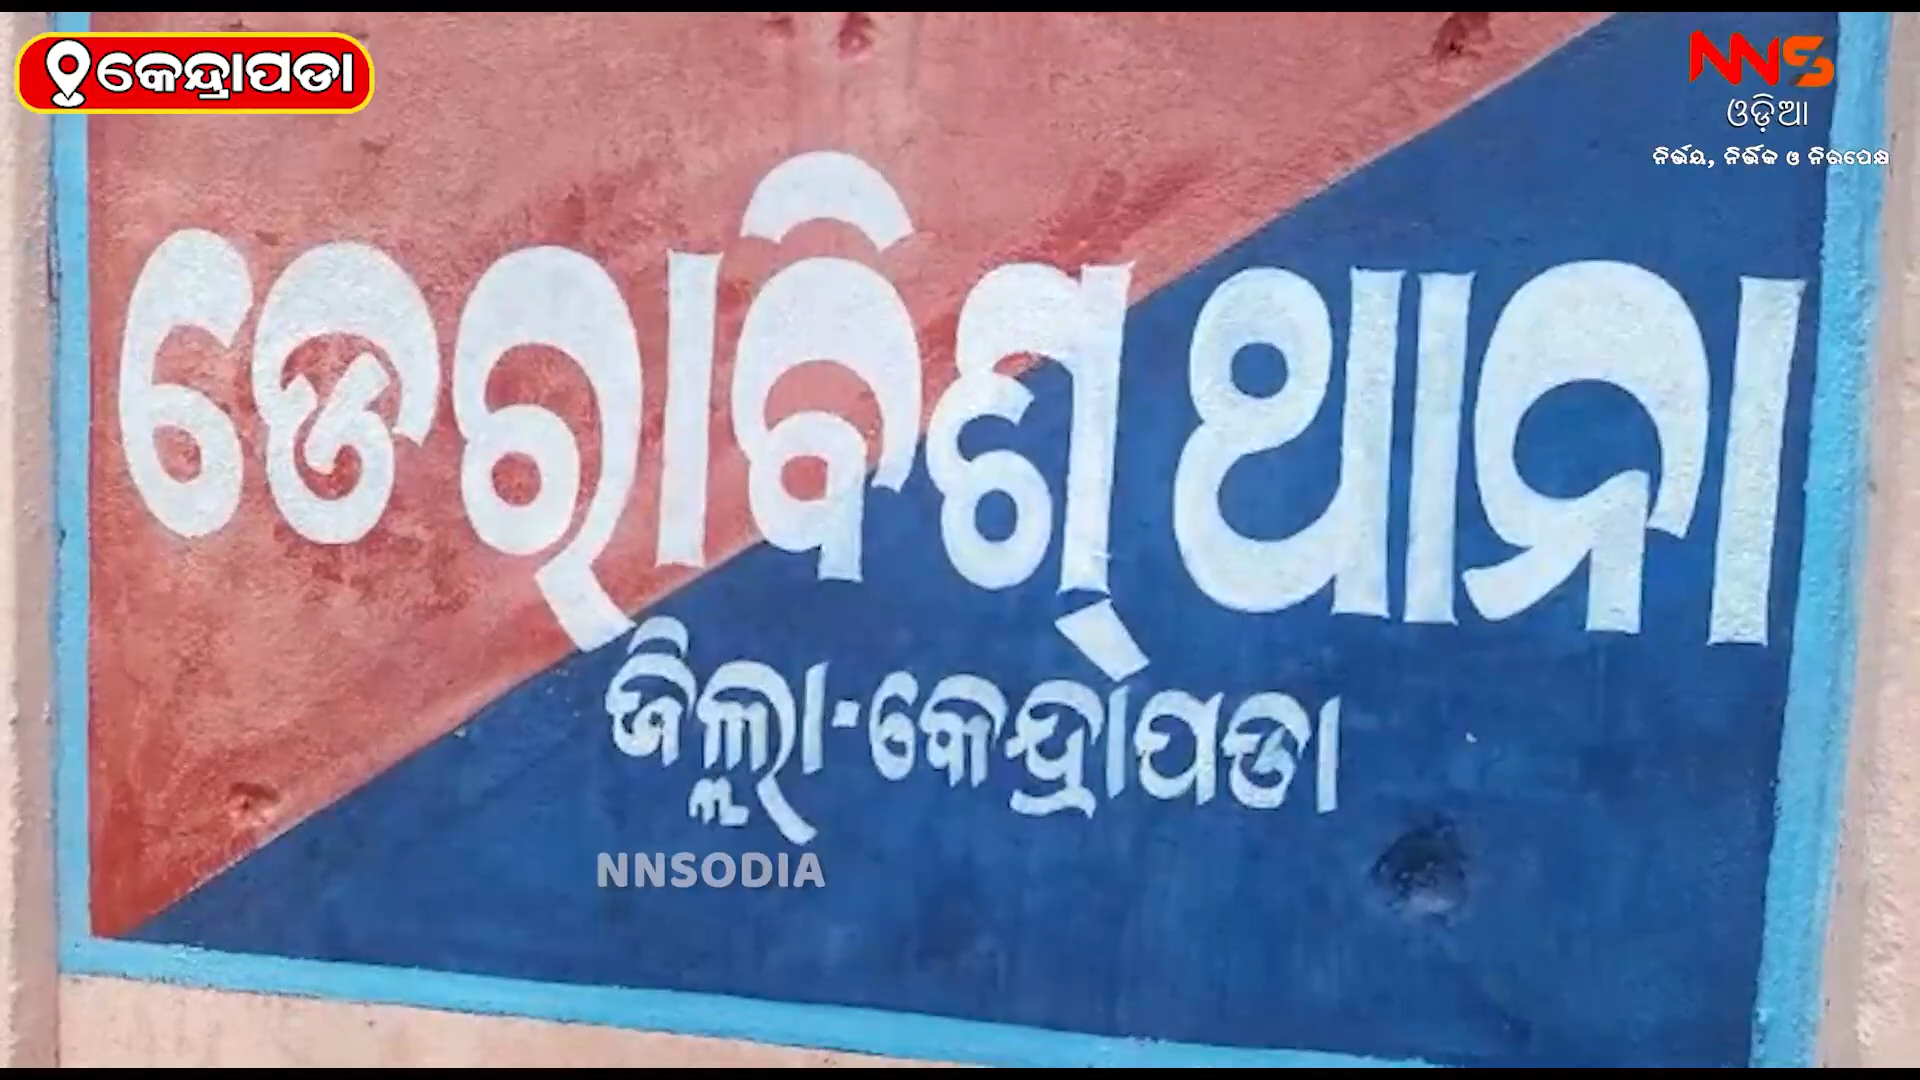 କେନ୍ଦ୍ରାପଡା
NNS
ଓଡ଼ିଆ
ନିର୍ଭୟ, ନିର୍ଭିକ ଓ ନିରପେକ୍ଷ
ଡେରାବିଶ୍ ଥାନା
ଜିଲ୍ଲା-କେନ୍ଦ୍ରାପଡା
NNSODIA